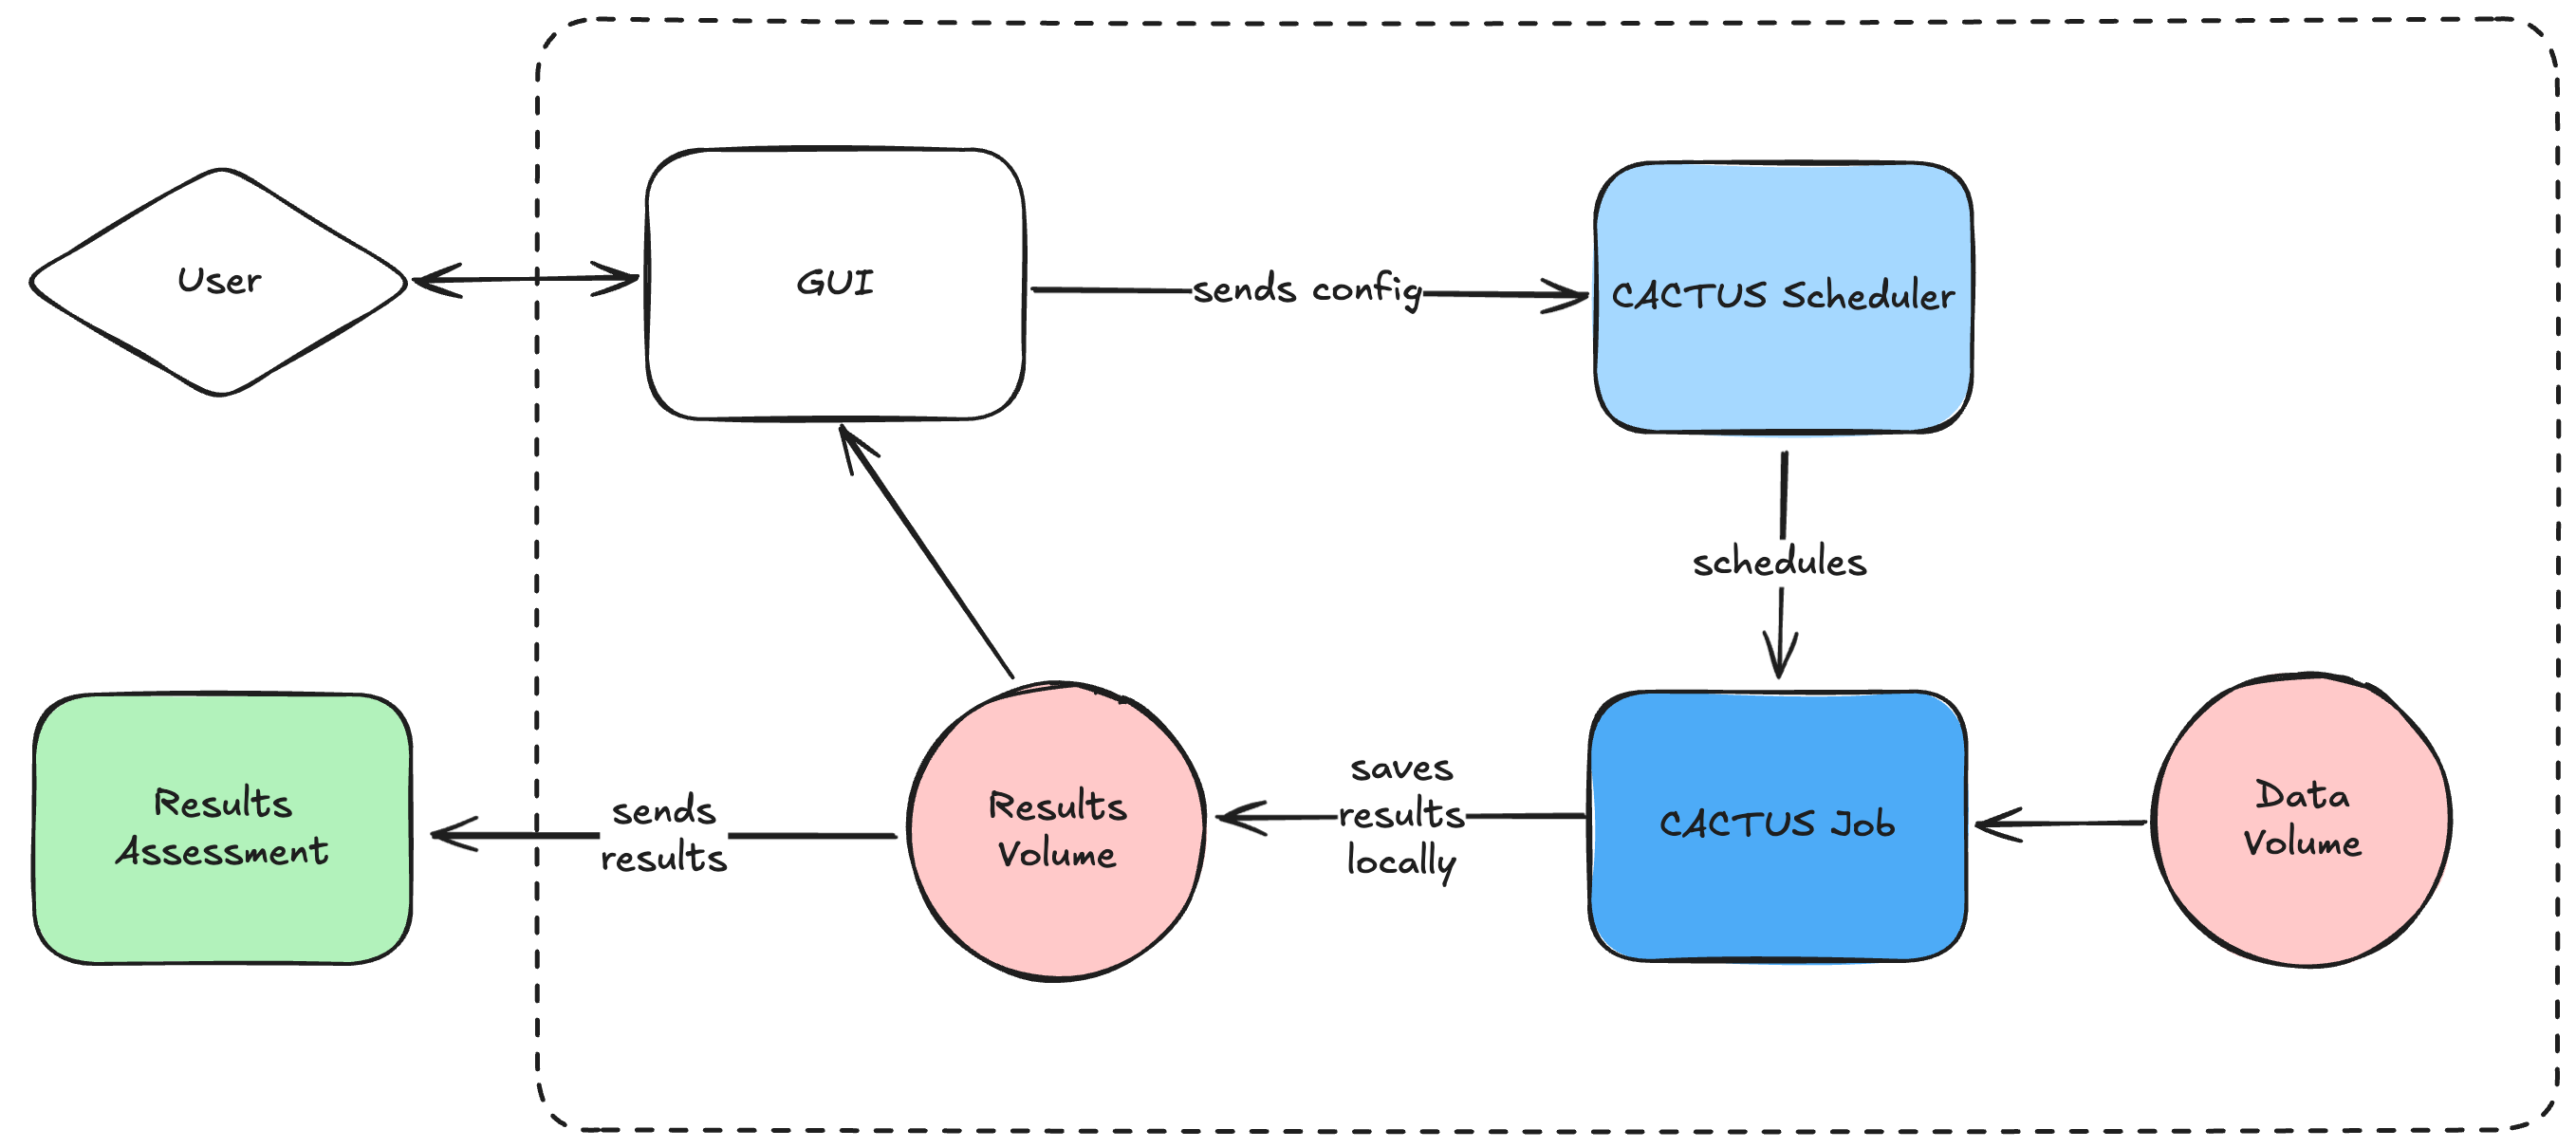 User
GUI
sends config
CACTUS Scheduler
schedules
Results
Assessment
sends
results
Results
Volume
saves
results
locally
CACTUS Job
Data
Volume